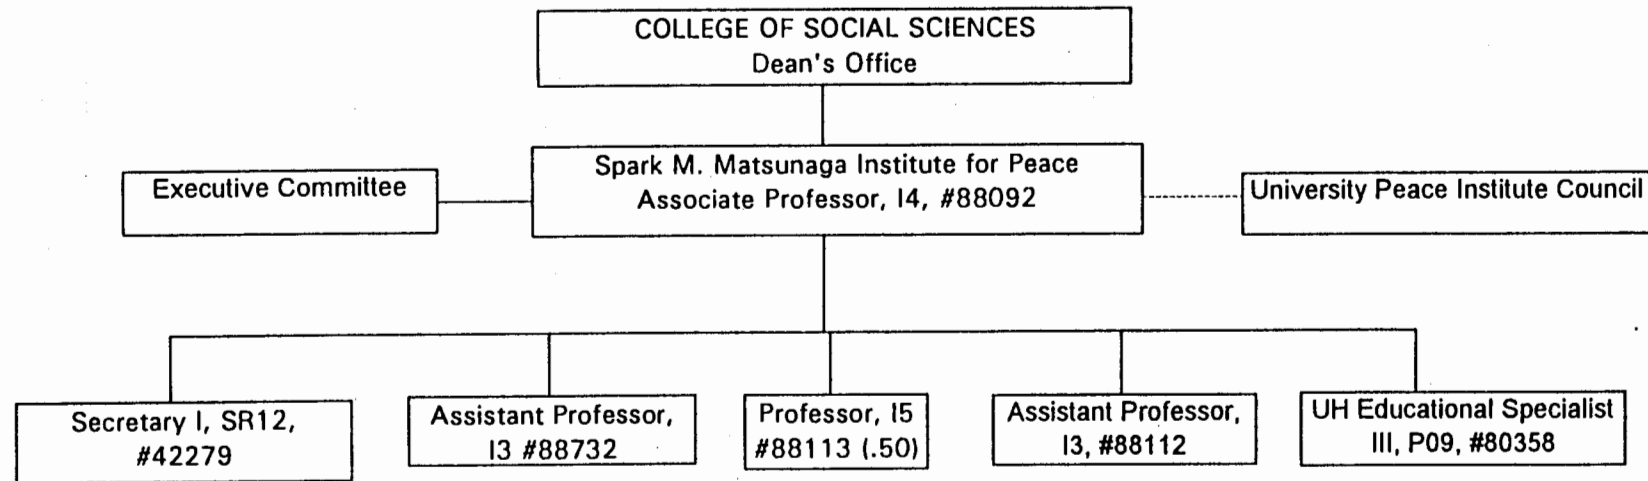 COLLEGE OF SOCIAL SCIENCES
Dean's Office
Spark M. Matsunaga Institute for Peace
Associate Professor, I4, #88092
Executive Committee
University Peace Institute Council
Secretary I, SR12,
#42279
Assistant Professor,
I3 #88732
Professor, I5
#88113 (.50)
Assistant Professor,
I3, #88112
UH Educational Specialist
III, P09, #80358